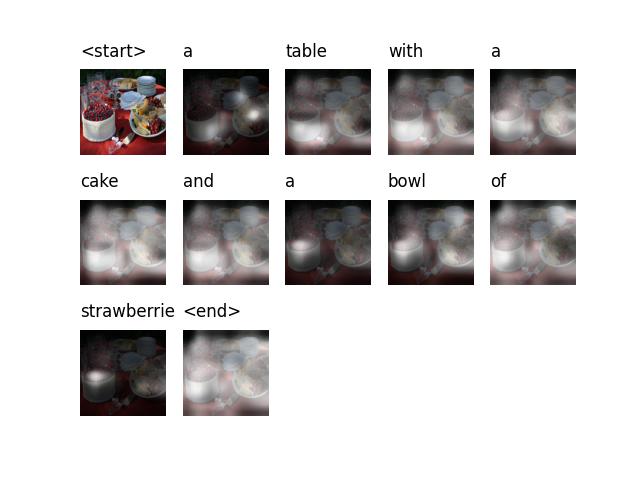 <start> a table with a
cake and a bowl of
strawberrie <end>